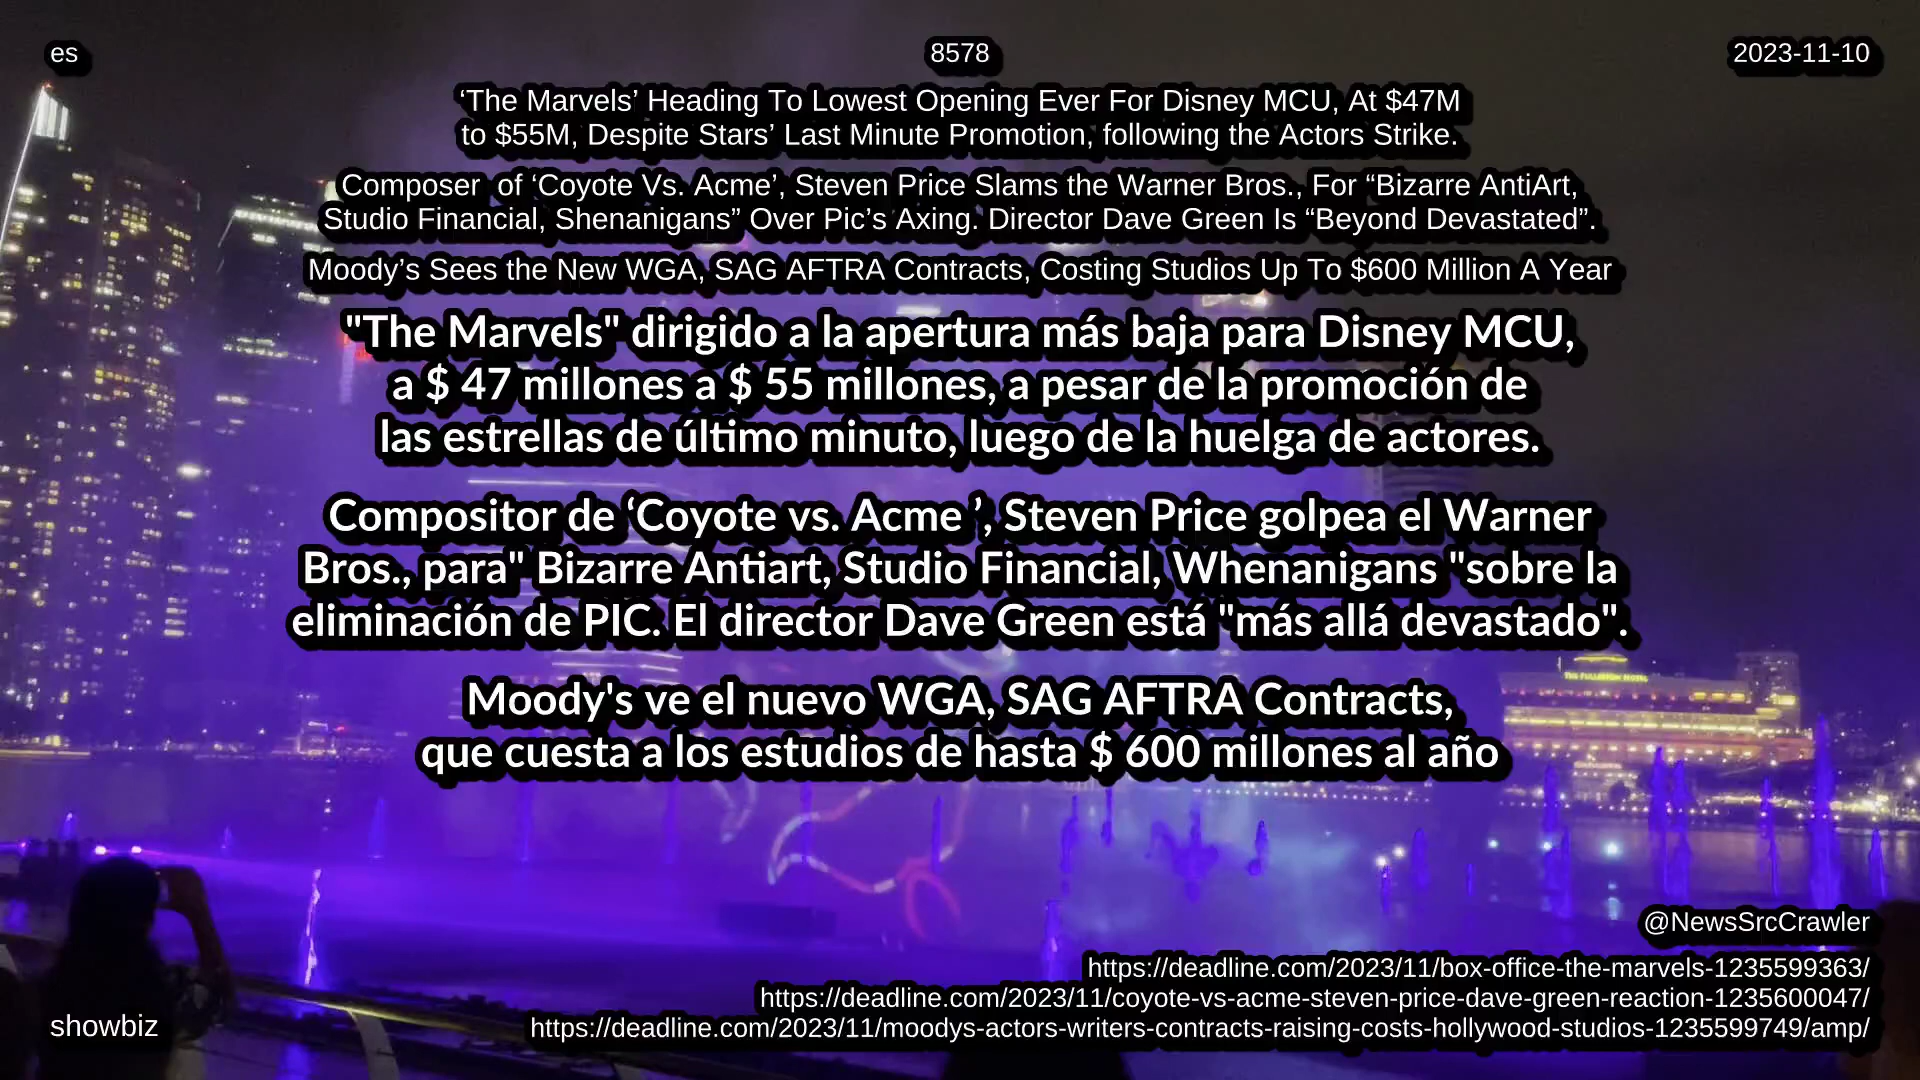 es
8578
2023-11-10
‘The Marvels’ Heading To Lowest Opening Ever For Disney MCU, At $47M
to $55M, Despite Stars’ Last Minute Promotion, following the Actors Strike.
Composer  of ‘Coyote Vs. Acme’, Steven Price Slams the Warner Bros., For “Bizarre AntiArt,
Studio Financial, Shenanigans” Over Pic’s Axing. Director Dave Green Is “Beyond Devastated”.
Moody’s Sees the New WGA, SAG AFTRA Contracts, Costing Studios Up To $600 Million A Year
"The Marvels" dirigido a la apertura más baja para Disney MCU,
a $ 47 millones a $ 55 millones, a pesar de la promoción de
las estrellas de último minuto, luego de la huelga de actores.
Compositor de ‘Coyote vs. Acme ’, Steven Price golpea el Warner
Bros., para" Bizarre Antiart, Studio Financial, Whenanigans "sobre la
eliminación de PIC. El director Dave Green está "más allá devastado".
Moody's ve el nuevo WGA, SAG AFTRA Contracts,
que cuesta a los estudios de hasta $ 600 millones al año
THE FULLERTON HOTEL
@NewsSrcCrawler
https://deadline.com/2023/11/box-office-the-marvels-1235599363/
https://deadline.com/2023/11/coyote-vs-acme-steven-price-dave-green-reaction-1235600047/
https://deadline.com/2023/11/moodys-actors-writers-contracts-raising-costs-hollywood-studios-1235599749/amp/
showbiz